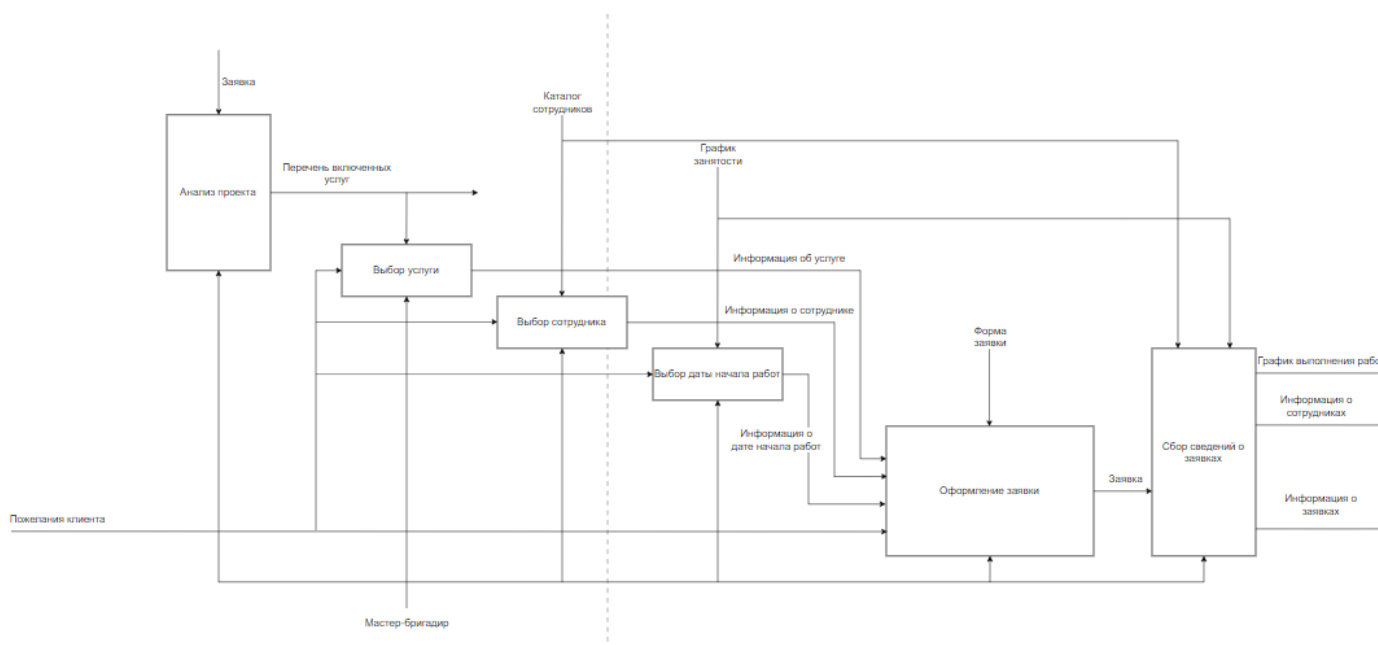 Заявка
Каталог
сотрудников
График
занятости
Перечень включенных
услуг
Анализ проекта
Выбор услуги
Информация об услуге
Информация о сотруднике
Выбор сотрудника
Форма
заявки
График выполнения рабо
Выбор даты начала работ
Информация о
сотрудниках
Информация о
дате начала работ
Сбор сведений о
заявках
Заявка
Оформление заявки
Информация о
заявках
Пожелания клиента
Мастер-бригадир